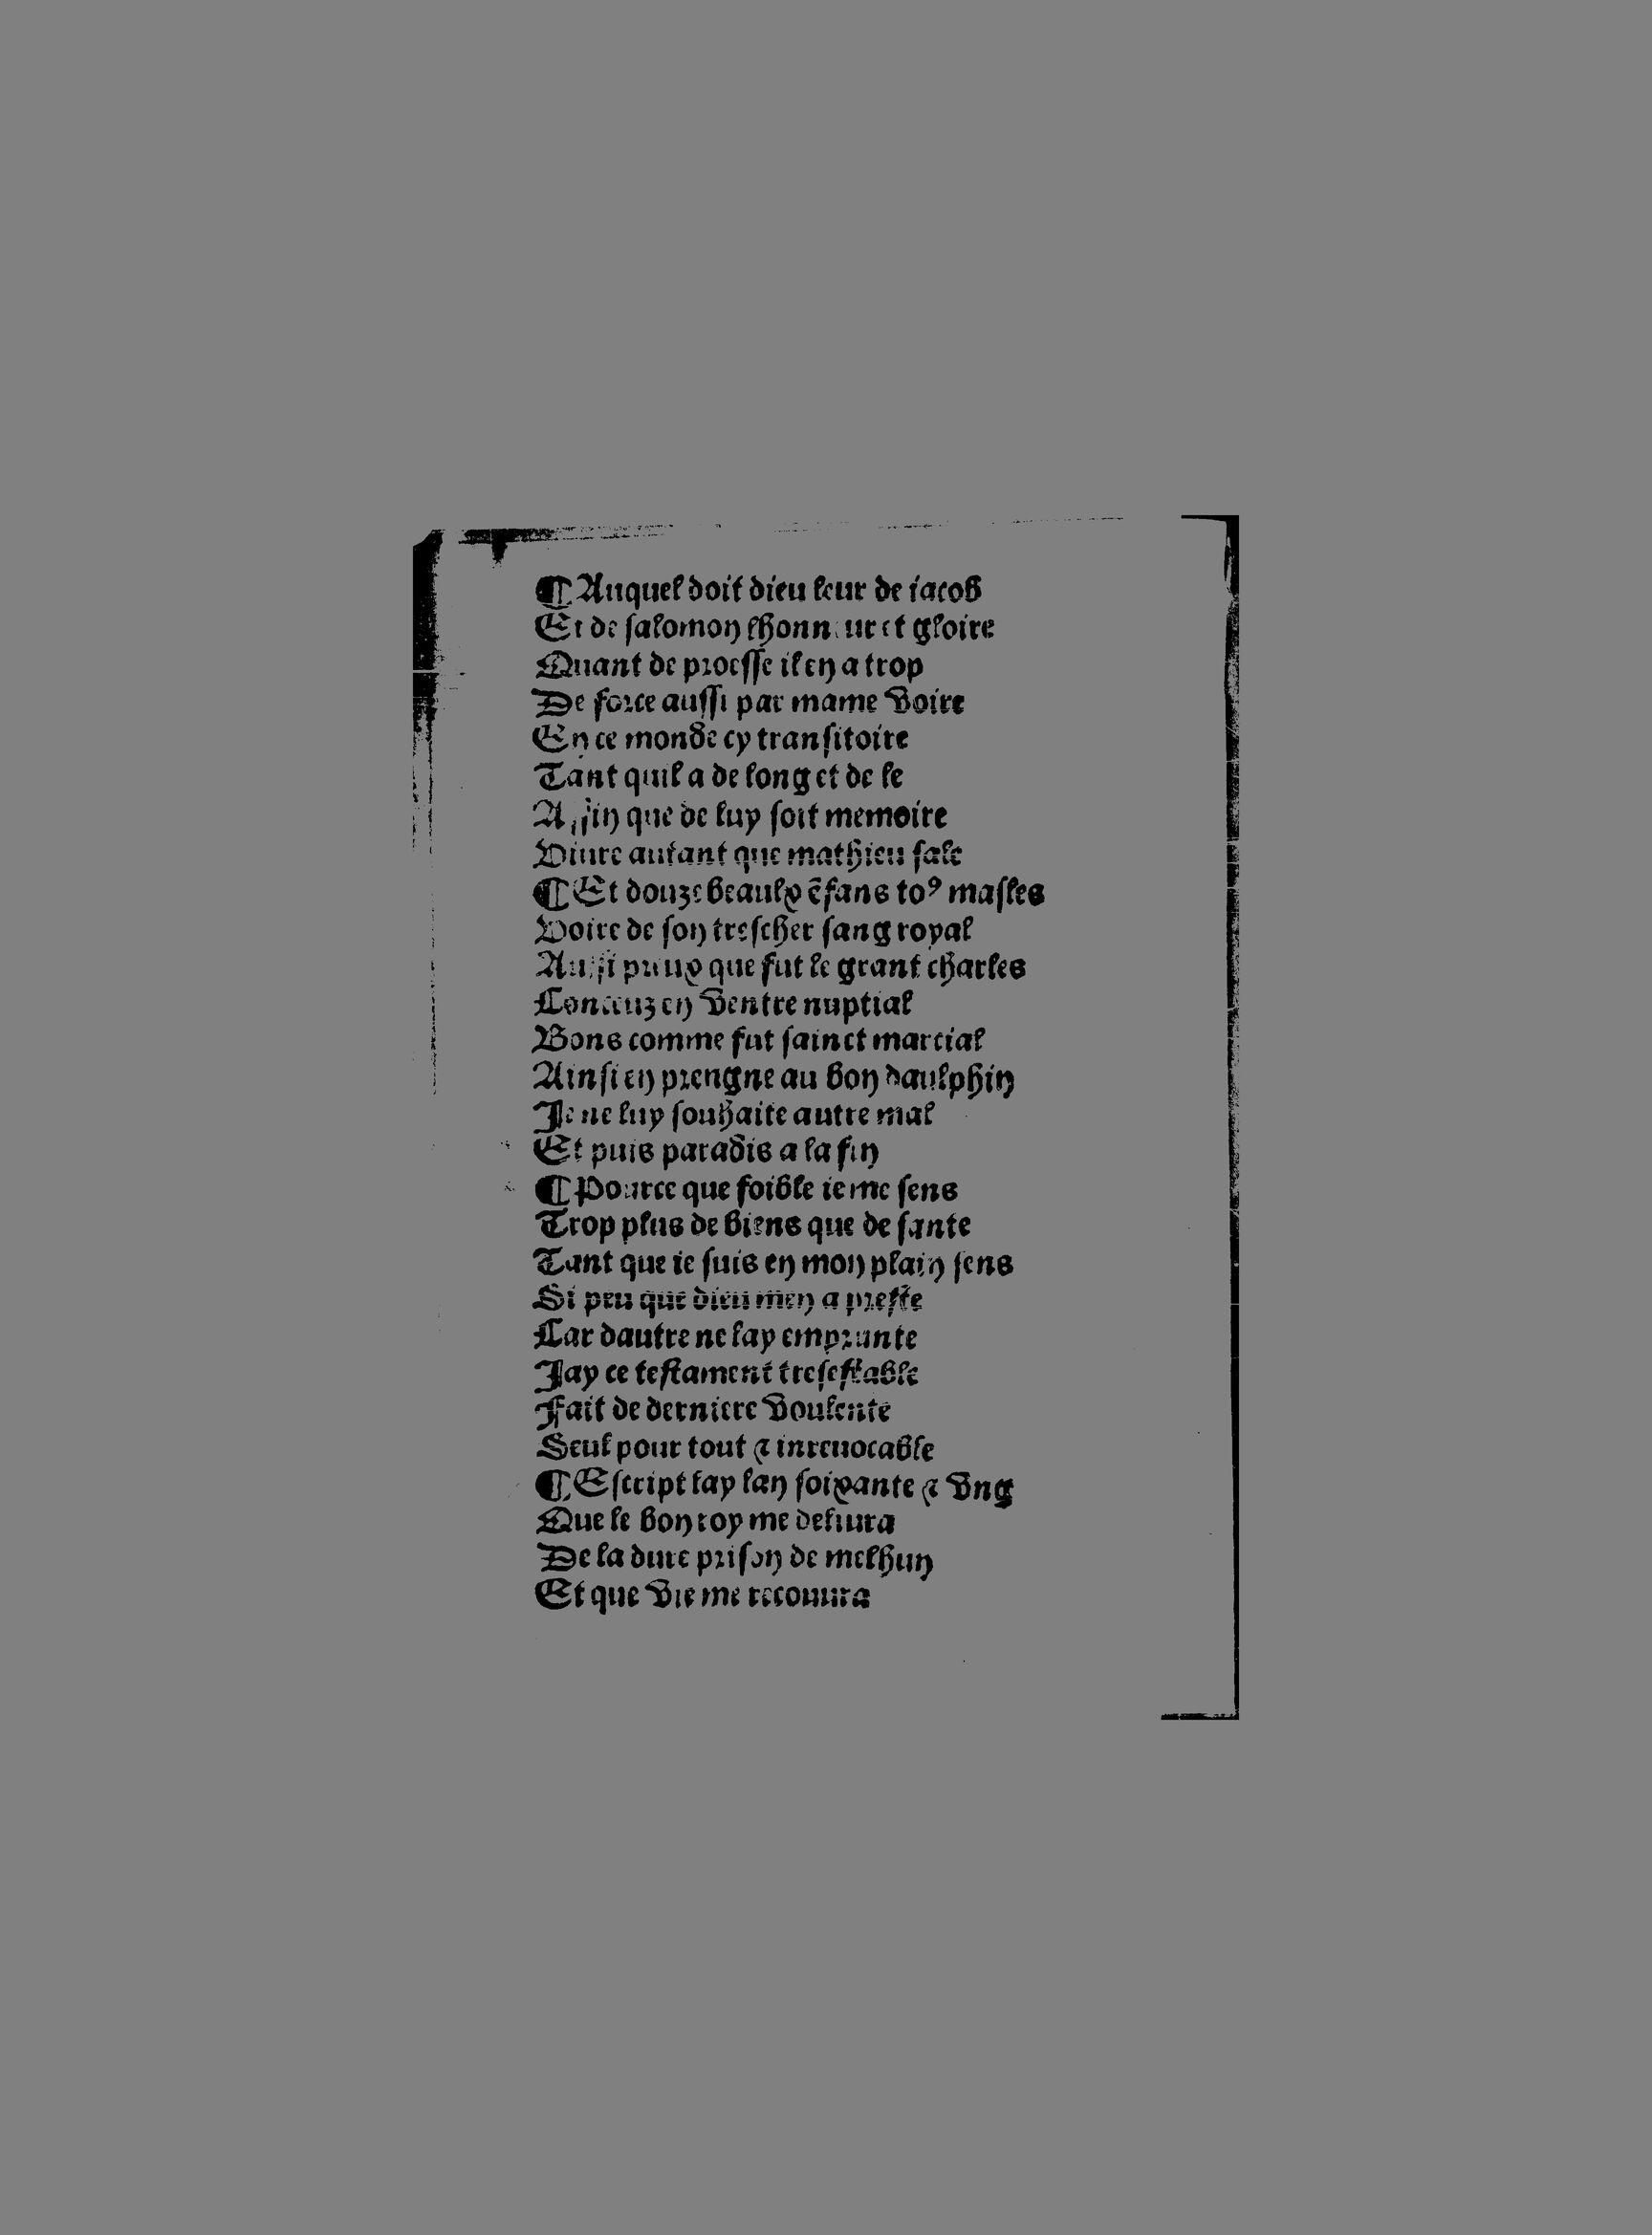 ¶ Auquel doit dieu leur de iacob
Et de salomon lhonneur et gloire
Quant de proesse il en a trop
De force aussi par mame voire
En ce monde cy transitoire
Tant quil a de long et de le
Affin que de luy soit memoire
Viure autant que mathieu sale
¶ Et douze beaulx ẽfans to⁹ masles
Voire de son trescher sang royal
Aussi preux que fut le grant charles
Conceuz en ventre nuptial
Bons comme fut sainct marcial
Ainsi en prengne au bon daulphin
Je ne luy souhaite autre mal
Et puis paradis a la fin
¶ Pource que foible ie me sens
Trop plus de biens que de sante
Tant que ie suis en mon plain sens
Si peu que dieu men a preste
Car dautre ne lay emprunte
Jay ce testament tresestable
Fait de derniere voulente
Seul pour tout ⁊ inreuocable
¶ Escript lay lan soixante ⁊ vng
Que le bon roy me deliura
De la dure prison de melhun
Et que vie me recouura